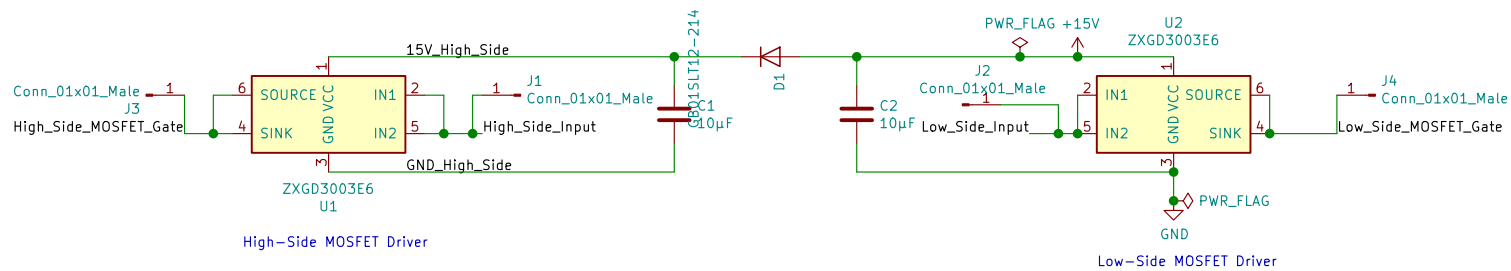 PWR_FLAG +15V
U2
ZXGD3003E6
15V_High_Side
GB01SLT12-214
D1
Conn_01x01_Male
J3
1
High_Side_MOSFET_Gate
6 SOURCE
4 SINK
VCC
GND
1
3
IN1 2
IN2 5
J1
1
Conn_01x01_Male
High_Side_Input
GND_High_Side
ZXGD3003E6
U1
High-Side MOSFET Driver
C1
10µF
C2
10µF
J2
Conn_01x01_Male
1
Low_Side_Input
2 IN1
5 IN2
VCC
GND
1
3
SOURCE 6
SINK 4
1
J4
Conn_01x01_Male
Low_Side_MOSFET_Gate
PWR_FLAG
GND
Low-Side MOSFET Driver